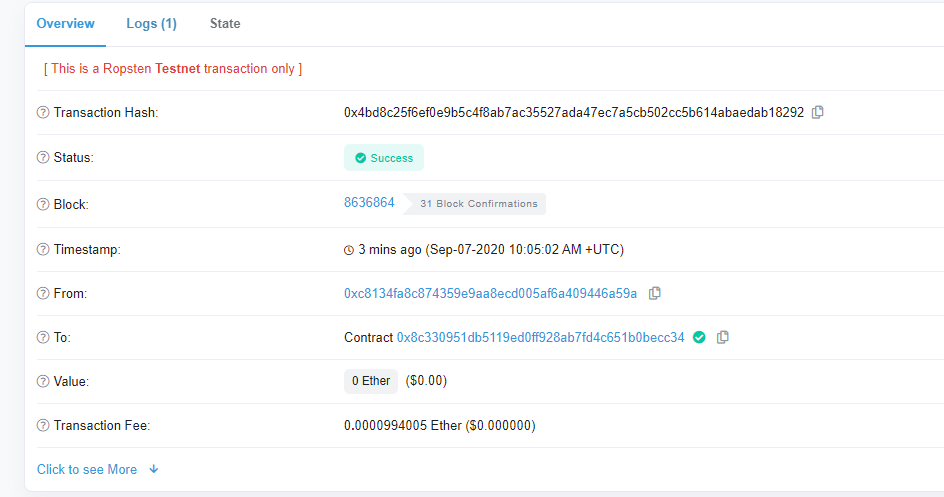 Overview Logs (1) State
[ This is a Ropsten Testnet transaction only ]
Transaction Hash: 0x4bd8c25f6ef0e9b5c4f8ab7ac35527ada47ec7a5cb502cc5b614abaedab18292
Status: Success
Block: 8636864 31 Block Confirmations
Timestamp: 3 mins ago (Sep-07-2020 10:05:02 AM +UTC)
From: 0xc8134fa8c874359e9aa8ecd005af6a409446a59a
To: Contract 0x8c330951db5119ed0ff928ab7fd4c651b0becc34
Value: 0 Ether ($0.00)
Transaction Fee: 0.0000994005 Ether ($0.000000)
Click to see More